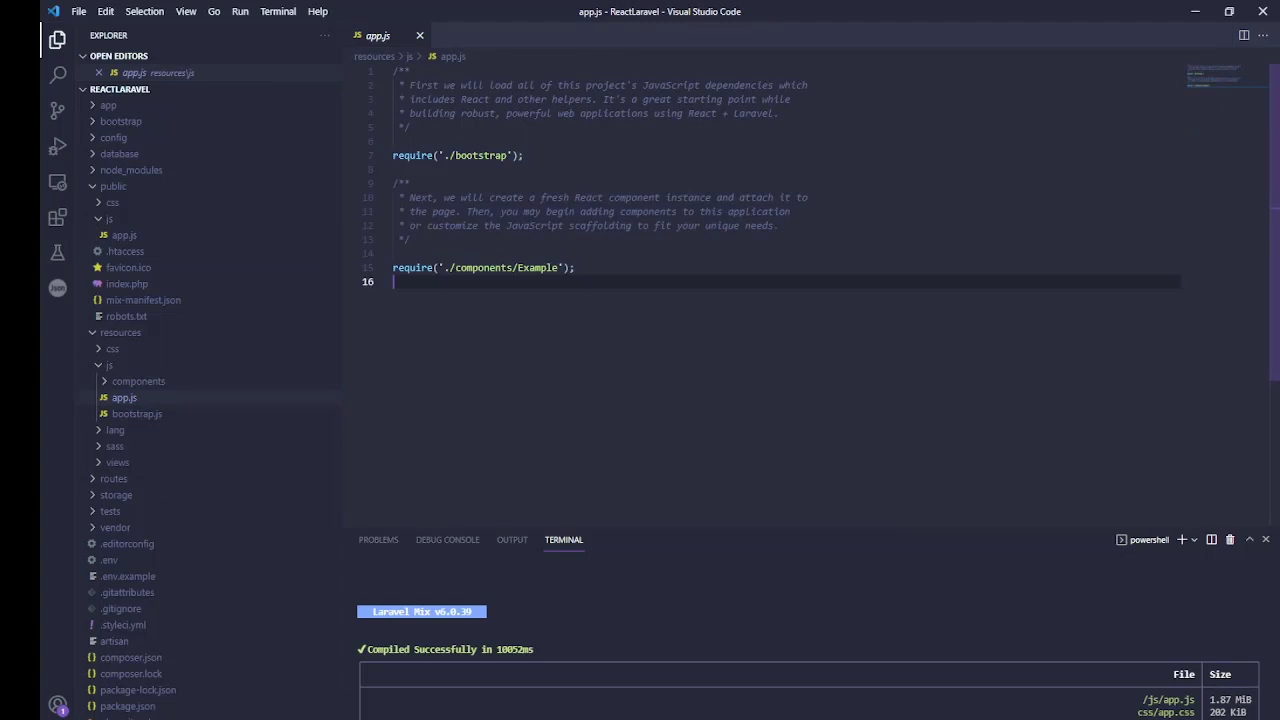 File Edit Selection View Go Run Terminal Help
app.js - ReactLaravel - Visual Studio Code
EXPLORER
OPEN EDITORS
app.js resources\js
REACTLARAVEL
app
bootstrap
config
database
node_modules
public
css
js
app.js
.htaccess
favicon.ico
index.php
mix-manifest.json
robots.txt
resources
css
js
components
app.js
bootstrap.js
lang
sass
views
routes
storage
tests
vendor
.editorconfig
.env
.env.example
.gitattributes
.gitignore
.styleci.yml
artisan
composer.json
composer.lock
package-lock.json
package.json
JS app.js
resources > js > JS app.js
1 /**
2 * First we will load all of this project's JavaScript dependencies which
3 * includes React and other helpers. It's a great starting point while
4 * building robust, powerful web applications using React + Laravel.
5 */
6
7 require('./bootstrap');
8
9 /**
10 * Next, we will create a fresh React component instance and attach it to
11 * the page. Then, you may begin adding components to this application
12 * or customize the JavaScript scaffolding to fit your unique needs.
13 */
14
15 require('./components/Example');
16
PROBLEMS DEBUG CONSOLE OUTPUT TERMINAL
powershell
Laravel Mix v6.0.39
✔Compiled Successfully in 10052ms
File Size
/js/app.js 1.87 MiB
css/app.css 202 KiB